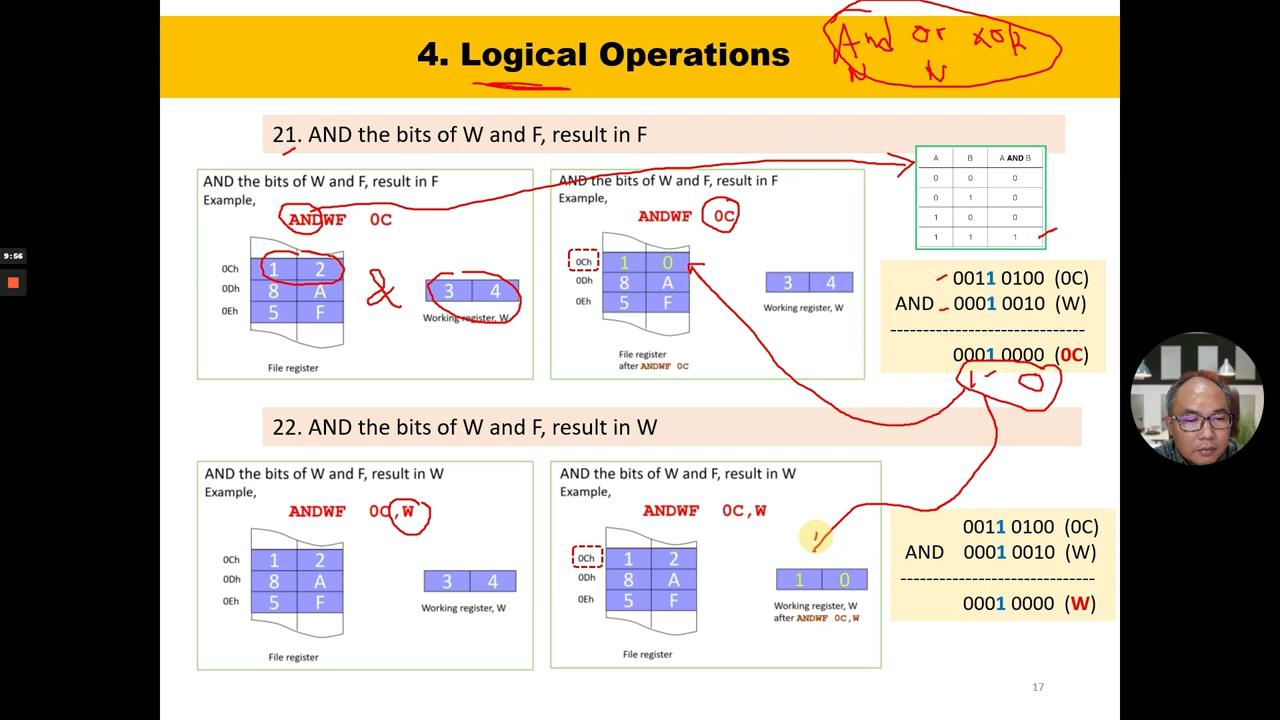 4. Logical Operations
And or xor
N N
21. AND the bits of W and F, result in F
AND the bits of W and F, result in F
Example,
ANDWF 0C
0Ch 1 2
0Dh 8 A
0Eh 5 F
&
3 4
Working register, W
File register
AND the bits of W and F, result in F
Example,
ANDWF 0C
0Ch 1 0
0Dh 8 A
0Eh 5 F
3 4
Working register, W
File register
after ANDWF 0C
A B A AND B
0 0 0
0 1 0
1 0 0
1 1 1
0011 0100 (0C)
AND 0001 0010 (W)
-----------------------------
0001 0000 (0C)
1 0
9:56
22. AND the bits of W and F, result in W
AND the bits of W and F, result in W
Example,
ANDWF 0C,W
0Ch 1 2
0Dh 8 A
0Eh 5 F
3 4
Working register, W
File register
AND the bits of W and F, result in W
Example,
ANDWF 0C,W
0Ch 1 2
0Dh 8 A
0Eh 5 F
1 0
Working register, W
after ANDWF 0C,W
File register
0011 0100 (0C)
AND 0001 0010 (W)
-----------------------------
0001 0000 (W)
17